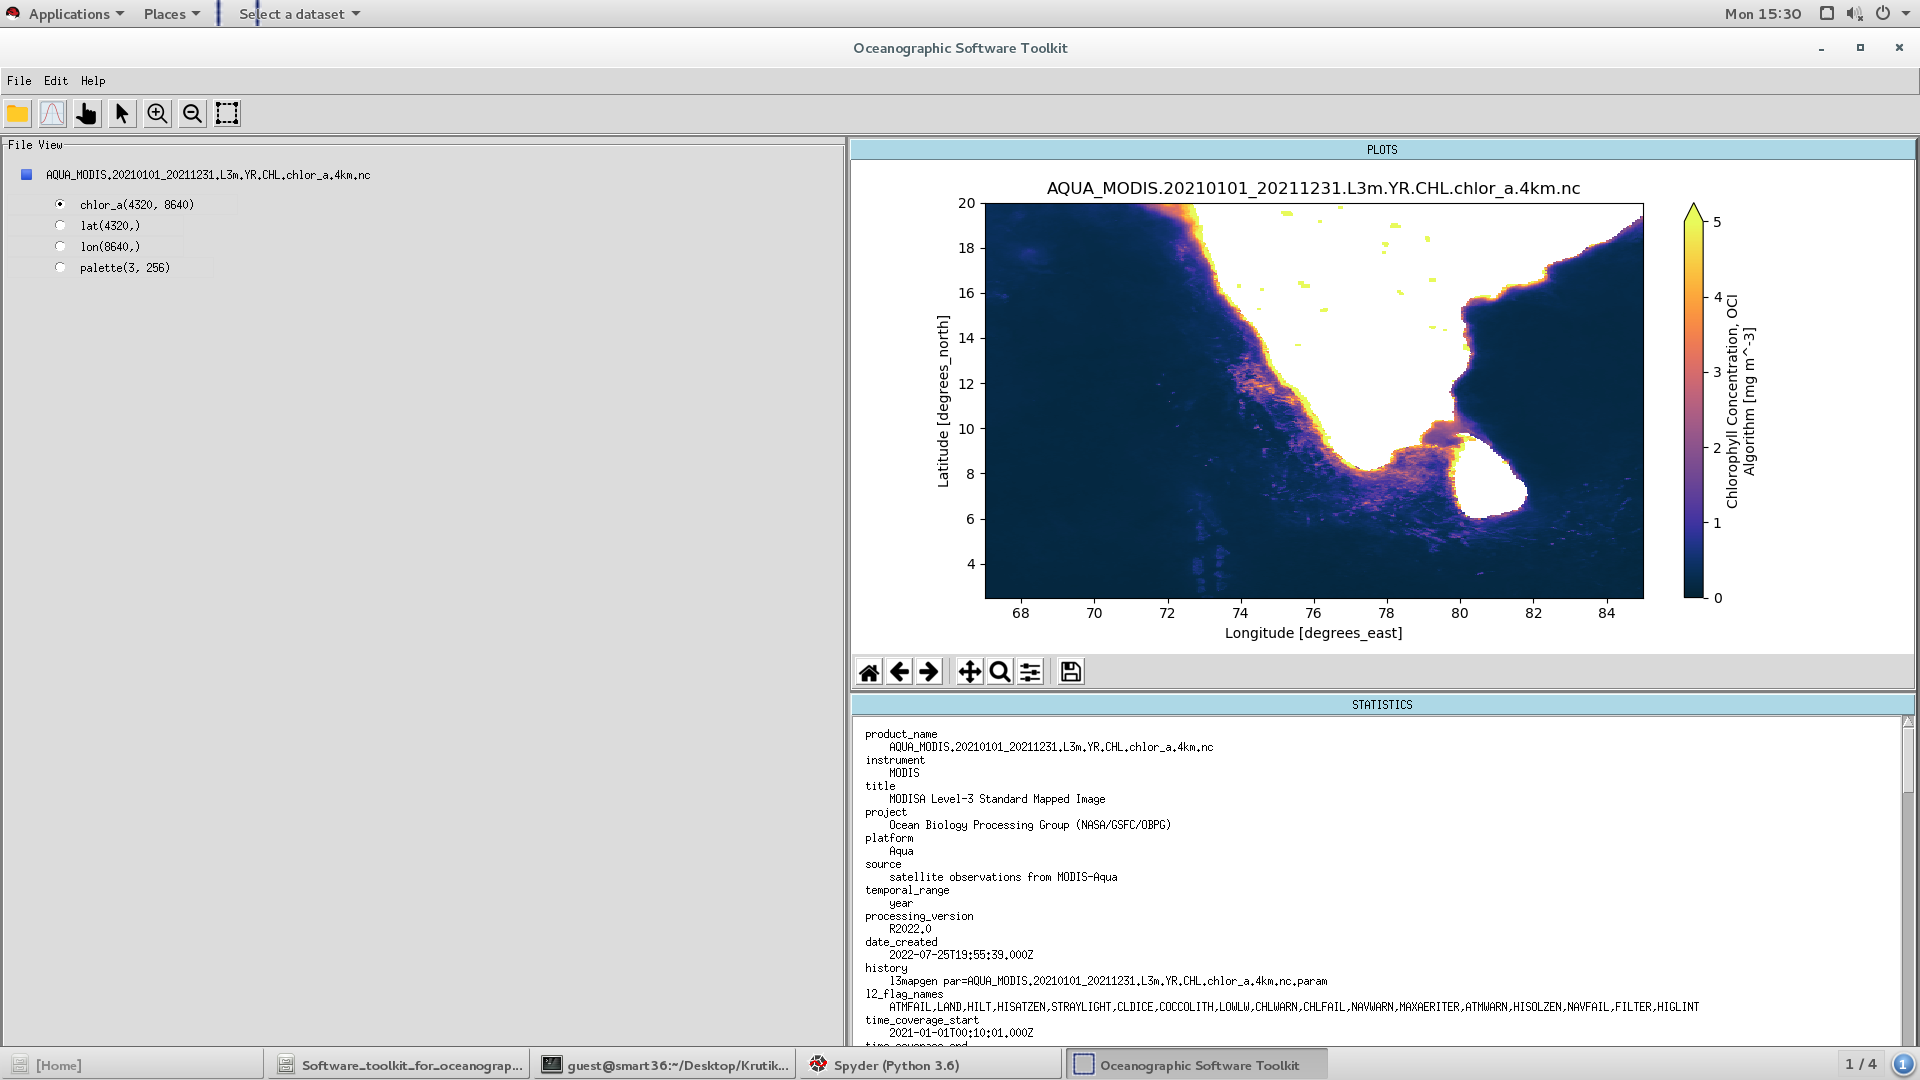 Applications Places Select a dataset Mon 15:30
Oceanographic Software Toolkit
File Edit Help
File View
AQUA_MODIS.20210101_20211231.L3m.YR.CHL.chlor_a.4km.nc
chlor_a(4320, 8640)
lat(4320,)
lon(8640,)
palette(3, 256)
PLOTS
AQUA_MODIS.20210101_20211231.L3m.YR.CHL.chlor_a.4km.nc
Latitude [degrees_north]
20
18
16
14
12
10
8
6
4
68 70 72 74 76 78 80 82 84
Longitude [degrees_east]
5
4
3
2
1
0
Chlorophyll Concentration, OCI
Algorithm [mg m^-3]
STATISTICS
product_name
AQUA_MODIS.20210101_20211231.L3m.YR.CHL.chlor_a.4km.nc
instrument
MODIS
title
MODISA Level-3 Standard Mapped Image
project
Ocean Biology Processing Group (NASA/GSFC/OBPG)
platform
Aqua
source
satellite observations from MODIS-Aqua
temporal_range
year
processing_version
R2022.0
date_created
2022-07-25T19:55:39.000Z
history
l3mapgen par=AQUA_MODIS.20210101_20211231.L3m.YR.CHL.chlor_a.4km.nc.param
l2_flag_names
ATMFAIL,LAND,HILT,HISATZEN,STRAYLIGHT,CLDICE,COCCOLITH,LOWLW,CHLWARN,CHLFAIL,NAVWARN,MAXAERITER,ATMWARN,HISOLZEN,NAVFAIL,FILTER,HIGLINT
time_coverage_start
2021-01-01T00:10:01.000Z
time_coverage_end
[Home] Software_toolkit_for_oceanograp... guest@smart36:~/Desktop/Krutik... Spyder (Python 3.6) Oceanographic Software Toolkit 1 / 4 1